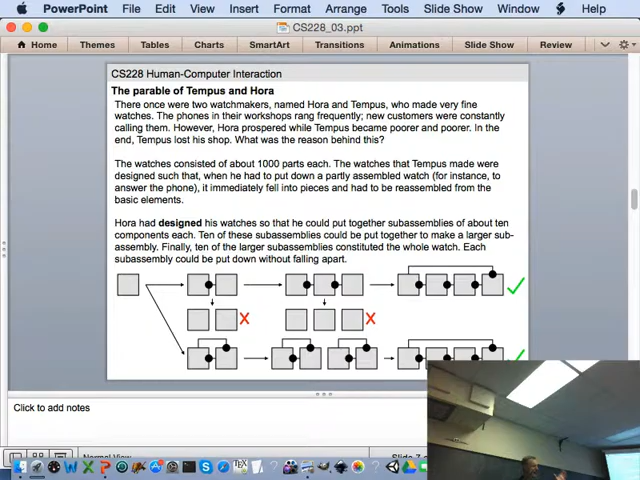 PowerPoint File Edit View Insert Format Arrange Tools Slide Show Window Help
CS228_03.ppt
Home Themes Tables Charts SmartArt Transitions Animations Slide Show Review
CS228 Human-Computer Interaction
The parable of Tempus and Hora
There once were two watchmakers, named Hora and Tempus, who made very fine
watches. The phones in their workshops rang frequently; new customers were constantly
calling them. However, Hora prospered while Tempus became poorer and poorer. In the
end, Tempus lost his shop. What was the reason behind this?
The watches consisted of about 1000 parts each. The watches that Tempus made were
designed such that, when he had to put down a partly assembled watch (for instance, to
answer the phone), it immediately fell into pieces and had to be reassembled from the
basic elements.
Hora had designed his watches so that he could put together subassemblies of about ten
components each. Ten of these subassemblies could be put together to make a larger sub-
assembly. Finally, ten of the larger subassemblies constituted the whole watch. Each
subassembly could be put down without falling apart.
Click to add notes
Normal View
Slide 7